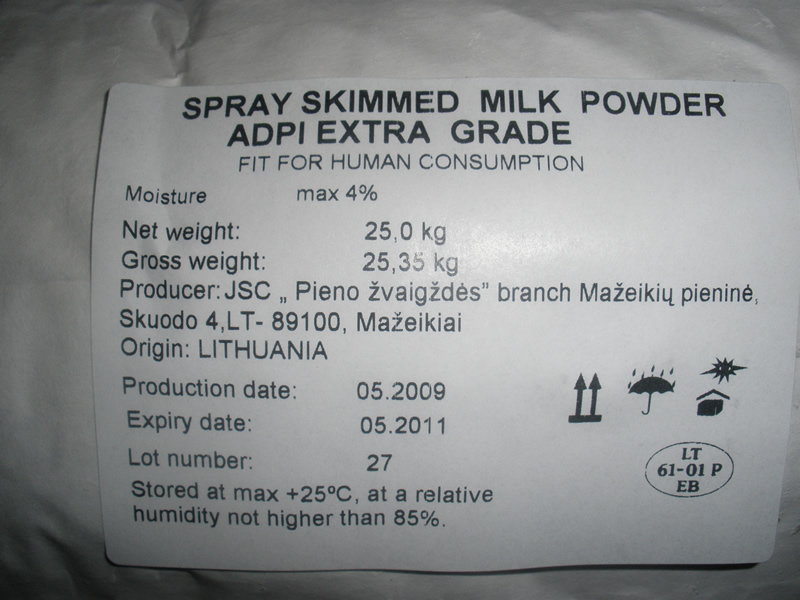 SPRAY SKIMMED MILK POWDER
ADPI EXTRA GRADE
FIT FOR HUMAN CONSUMPTION
Moisture max 4%
Net weight: 25,0 kg
Gross weight: 25,35 kg
Producer: JSC „ Pieno žvaigždės” branch Mažeikių pieninė,
Skuodo 4,LT- 89100, Mažeikiai
Origin: LITHUANIA
Production date: 05.2009
Expiry date: 05.2011
Lot number: 27
Stored at max +25ºC, at a relative
humidity not higher than 85%.
LT
61-01 P
EB